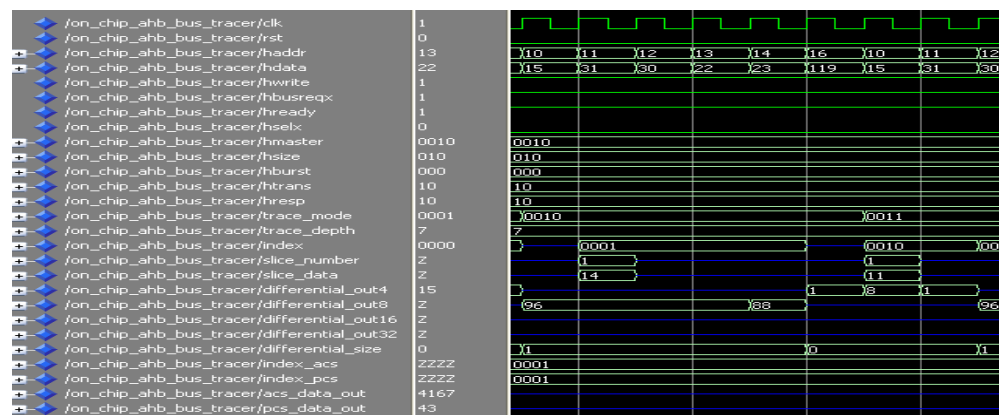 /on_chip_ahb_bus_tracer/clk 1
/on_chip_ahb_bus_tracer/rst 0
/on_chip_ahb_bus_tracer/haddr 13 10 11 12 13 14 16 10 11 12
/on_chip_ahb_bus_tracer/hdata 22 15 31 30 22 23 119 15 31 30
/on_chip_ahb_bus_tracer/hwrite 1
/on_chip_ahb_bus_tracer/hbusreqx 1
/on_chip_ahb_bus_tracer/hready 1
/on_chip_ahb_bus_tracer/hselx 0
/on_chip_ahb_bus_tracer/hmaster 0010 0010
/on_chip_ahb_bus_tracer/hsize 010 010
/on_chip_ahb_bus_tracer/hburst 000 000
/on_chip_ahb_bus_tracer/htrans 10 10
/on_chip_ahb_bus_tracer/hresp 10 10
/on_chip_ahb_bus_tracer/trace_mode 0001 0010 0011
/on_chip_ahb_bus_tracer/trace_depth 7 7
/on_chip_ahb_bus_tracer/index 0000 0001 0010 00
/on_chip_ahb_bus_tracer/slice_number Z 1 1
/on_chip_ahb_bus_tracer/slice_data Z 14 11
/on_chip_ahb_bus_tracer/differential_out4 15 1 8 1
/on_chip_ahb_bus_tracer/differential_out8 Z 96 88 96
/on_chip_ahb_bus_tracer/differential_out16 Z
/on_chip_ahb_bus_tracer/differential_out32 Z
/on_chip_ahb_bus_tracer/differential_size 0 1 0 1
/on_chip_ahb_bus_tracer/index_acs ZZZZ 0001
/on_chip_ahb_bus_tracer/index_pcs ZZZZ 0001
/on_chip_ahb_bus_tracer/acs_data_out 4167
/on_chip_ahb_bus_tracer/pcs_data_out 43